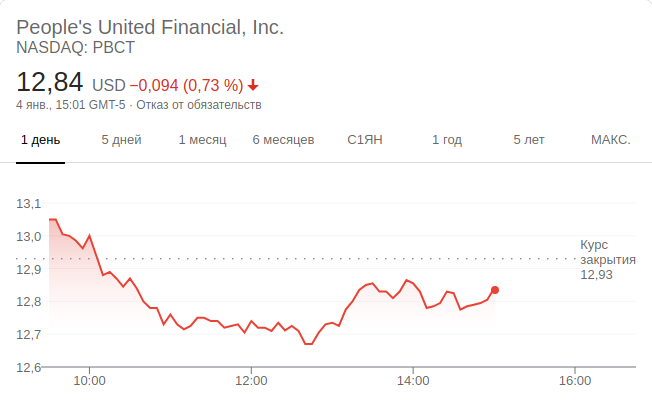 People's United Financial, Inc.
NASDAQ: PBCT
12,84 USD −0,094 (0,73 %)
4 янв., 15:01 GMT-5 · Отказ от обязательств
1 день 5 дней 1 месяц 6 месяцев С1ЯН 1 год 5 лет МАКС.
13,1
13,0
Курс
закрытия
12,93
12,9
12,8
12,7
12,6
10:00 12:00 14:00 16:00